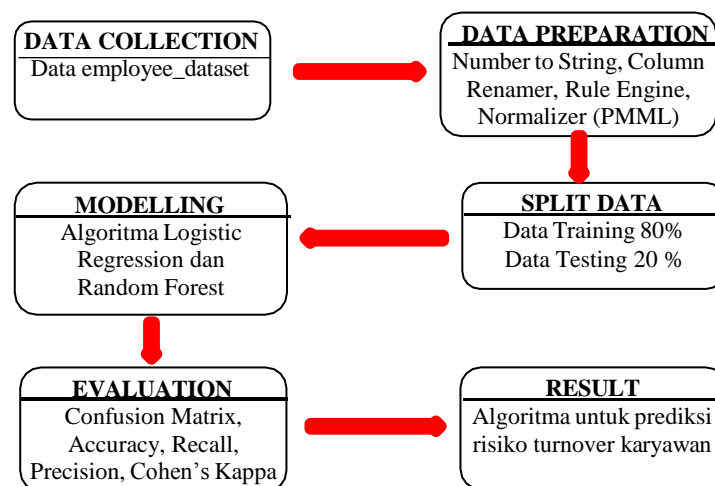 DATA COLLECTION
Data employee_dataset
DATA PREPARATION
Number to String, Column
Renamer, Rule Engine,
Normalizer (PMML)
SPLIT DATA
Data Training 80%
Data Testing 20 %
MODELLING
Algoritma Logistic
Regression dan
Random Forest
EVALUATION
Confusion Matrix,
Accuracy, Recall,
Precision, Cohen’s Kappa
RESULT
Algoritma untuk prediksi
risiko turnover karyawan